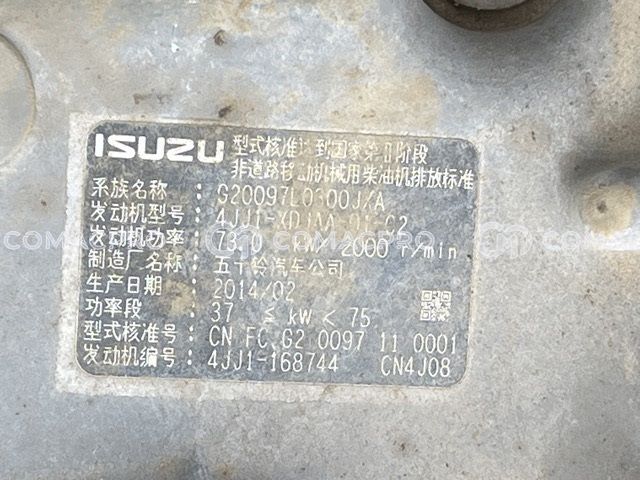 ISUZU 型式核准达到国家第Ⅱ阶段
非道路移动机械用柴油机排放标准
系族名称 : G20097L0300JXA
发动机型号: 4JJ1-XDJAA
发动机功率: 73.0 kW 2000 r/min
制造厂名称: 五十铃汽车公司
生产日期 : 2014/02
功率段 : 37 ≤ kW < 75
型式核准号: CN FC G2 0097 11 0001
发动机编号: 4JJ1-168744 CN4J08
COMACPRO
COMACPRO
COMACPRO